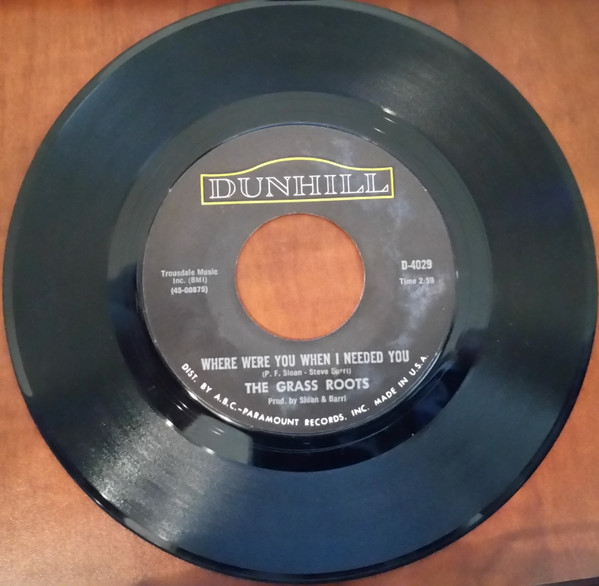 DUNHILL
Trousdale Music
Inc. (BMI)
(45-00875)
D-4029
Time 2:59
WHERE WERE YOU WHEN I NEEDED YOU
(P. F. Sloan - Steve Barri)
THE GRASS ROOTS
Prod. by Sloan & Barri
DIST. BY A.B.C.-PARAMOUNT RECORDS, INC. MADE IN U.S.A.